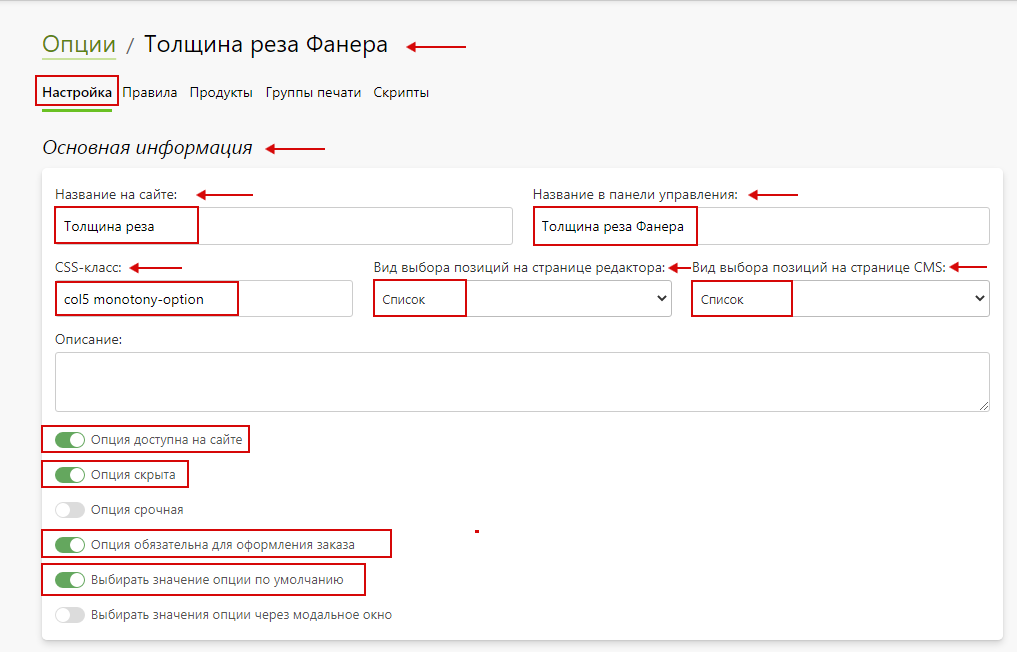 Опции / Толщина реза Фанера
Настройка Правила Продукты Группы печати Скрипты
Основная информация
Название на сайте: Название в панели управления:
Толщина реза Толщина реза Фанера
CSS-класс: Вид выбора позиций на странице редактора: Вид выбора позиций на странице CMS:
col5 monotony-option Список Список
Описание:
Опция доступна на сайте
Опция скрыта
Опция срочная
Опция обязательна для оформления заказа
Выбирать значение опции по умолчанию
Выбирать значения опции через модальное окно